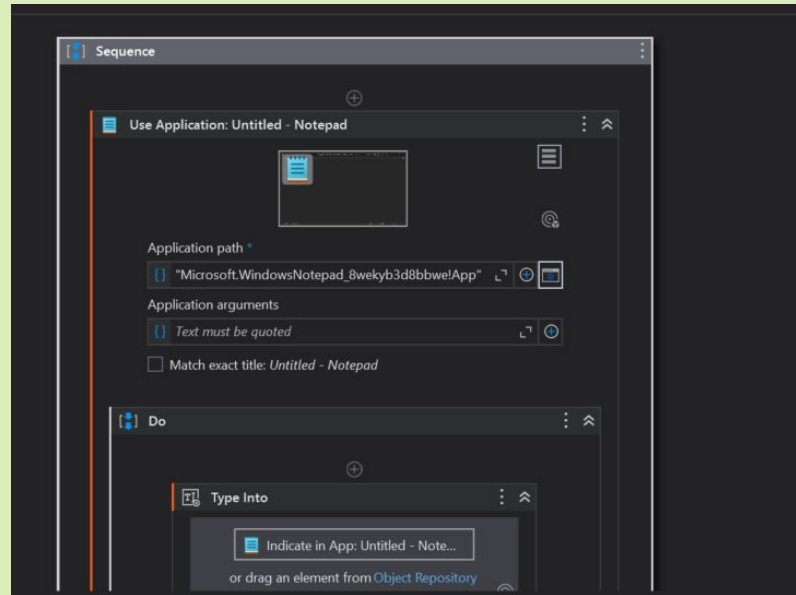 Sequence
Use Application: Untitled - Notepad
Application path *
"Microsoft.WindowsNotepad_8wekyb3d8bbwe!App"
Application arguments
Text must be quoted
Match exact title: Untitled - Notepad
Do
Type Into
Indicate in App: Untitled - Note...
or drag an element from Object Repository